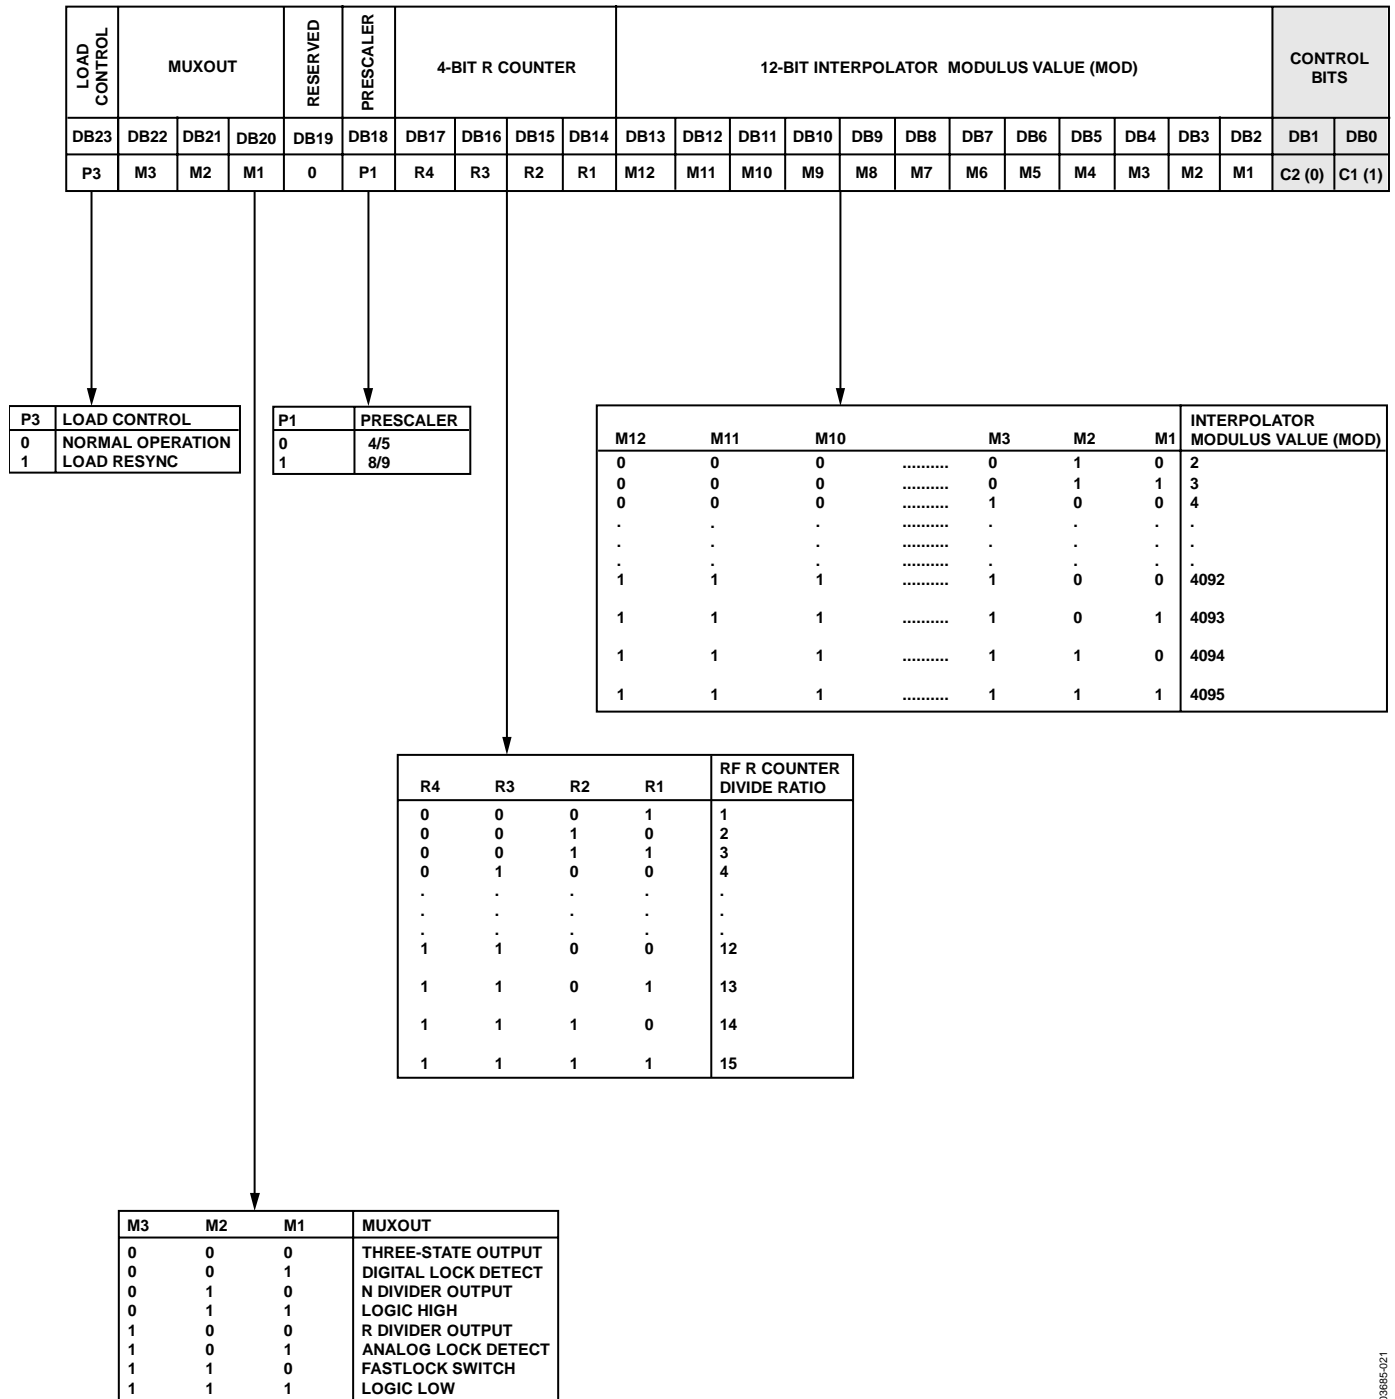 LOAD CONTROL MUXOUT RESERVED PRESCALER 4-BIT R COUNTER 12-BIT INTERPOLATOR MODULUS VALUE (MOD) CONTROL BITS
DB23 DB22 DB21 DB20 DB19 DB18 DB17 DB16 DB15 DB14 DB13 DB12 DB11 DB10 DB9 DB8 DB7 DB6 DB5 DB4 DB3 DB2 DB1 DB0
P3 M3 M2 M1 0 P1 R4 R3 R2 R1 M12 M11 M10 M9 M8 M7 M6 M5 M4 M3 M2 M1 C2 (0) C1 (1)
P3 LOAD CONTROL
0 NORMAL OPERATION
1 LOAD RESYNC
P1 PRESCALER
0 4/5
1 8/9
M12 M11 M10 M3 M2 M1 INTERPOLATOR MODULUS VALUE (MOD)
0 0 0 .......... 0 1 0 2
0 0 0 .......... 0 1 1 3
0 0 0 .......... 1 0 0 4
. . . .......... . . . .
. . . .......... . . . .
. . . .......... . . . .
1 1 1 .......... 1 0 0 4092
1 1 1 .......... 1 0 1 4093
1 1 1 .......... 1 1 0 4094
1 1 1 .......... 1 1 1 4095
R4 R3 R2 R1 RF R COUNTER DIVIDE RATIO
0 0 0 1 1
0 0 1 0 2
0 0 1 1 3
0 1 0 0 4
. . . . .
. . . . .
. . . . .
1 1 0 0 12
1 1 0 1 13
1 1 1 0 14
1 1 1 1 15
M3 M2 M1 MUXOUT
0 0 0 THREE-STATE OUTPUT
0 0 1 DIGITAL LOCK DETECT
0 1 0 N DIVIDER OUTPUT
0 1 1 LOGIC HIGH
1 0 0 R DIVIDER OUTPUT
1 0 1 ANALOG LOCK DETECT
1 1 0 FASTLOCK SWITCH
1 1 1 LOGIC LOW
03685-021